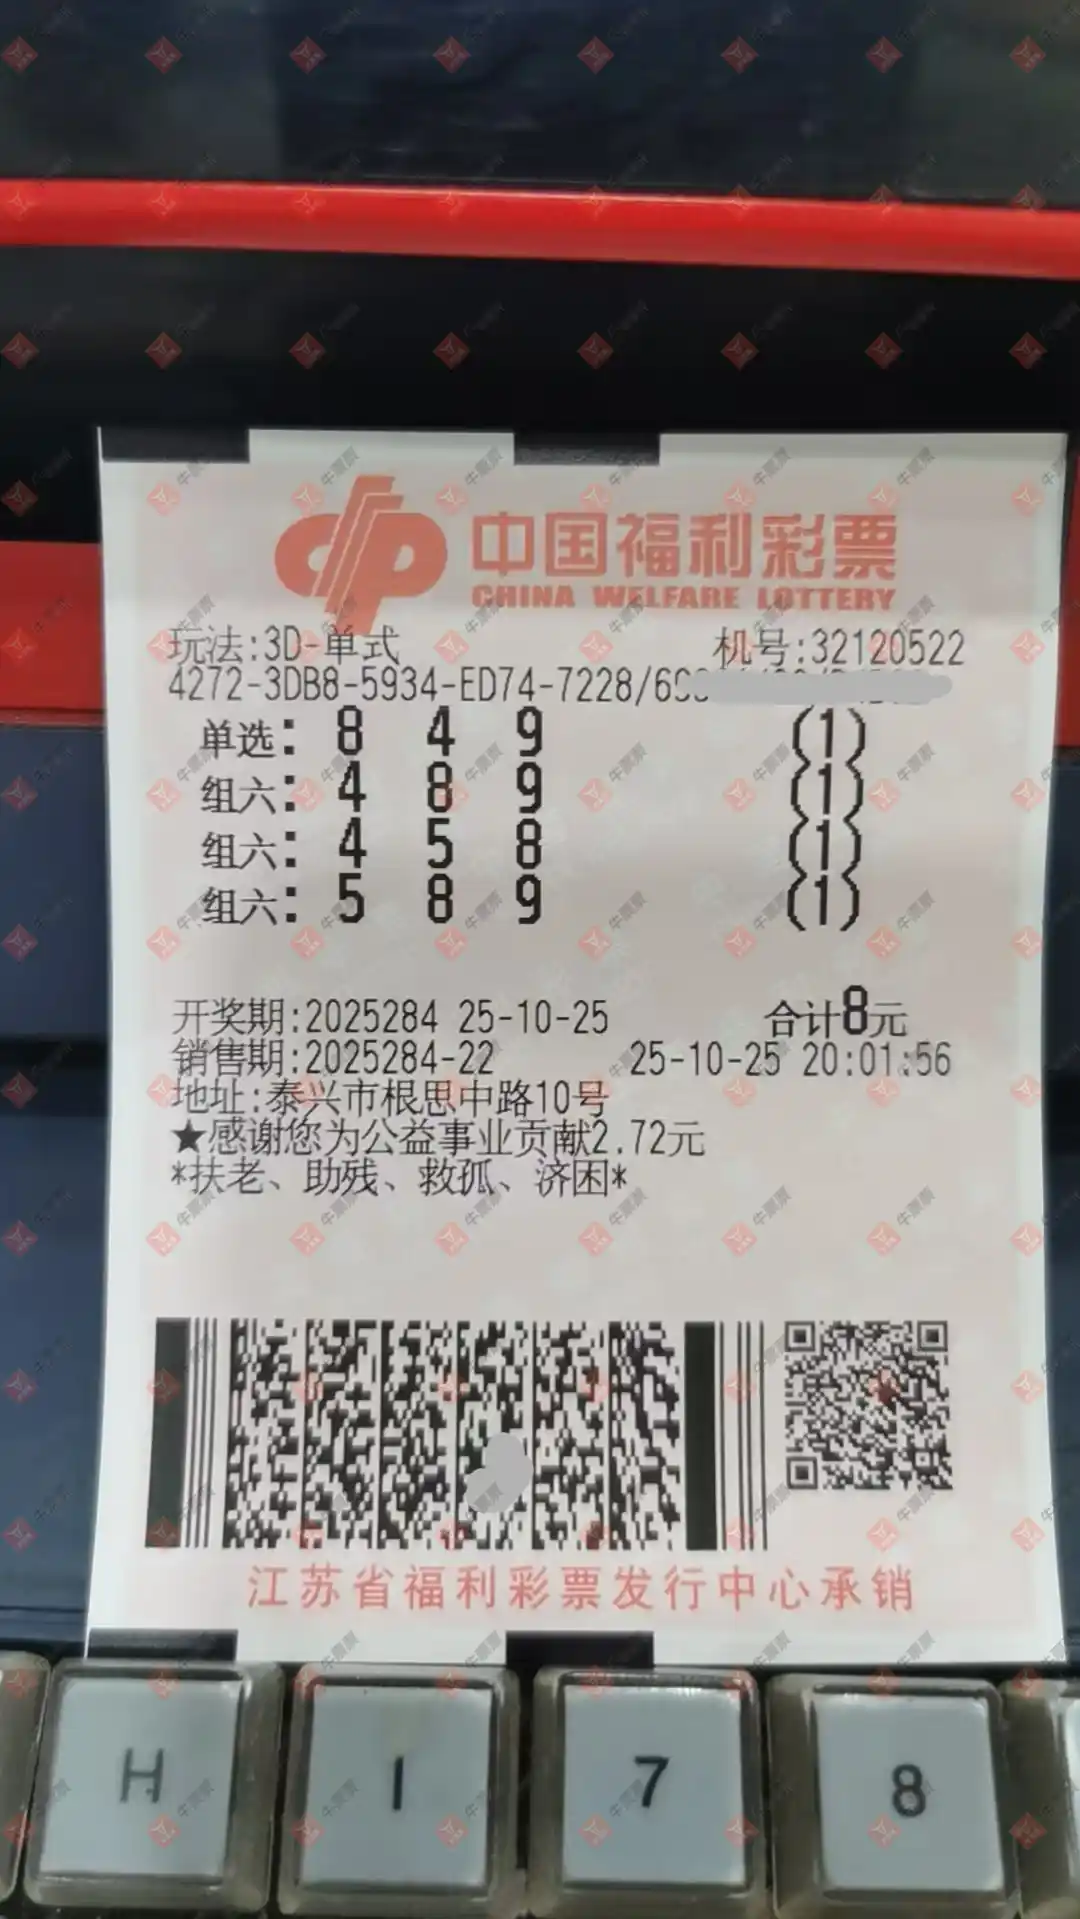 中国福利彩票
CHINA WELFARE LOTTERY
玩法:3D-单式 机号:32120522
4272-3DB8-5934-ED74-7228/6C
单选: 8 4 9 (1)
组六: 4 8 9 (1)
组六: 4 5 8 (1)
组六: 5 8 9 (1)
开奖期:2025284 25-10-25 合计8元
销售期:2025284-22 25-10-25 20:01:56
地址:泰兴市根思中路10号
★感谢您为公益事业贡献2.72元
*扶老、助残、救孤、济困*
江苏省福利彩票发行中心承销
H I 7 8
牛票票